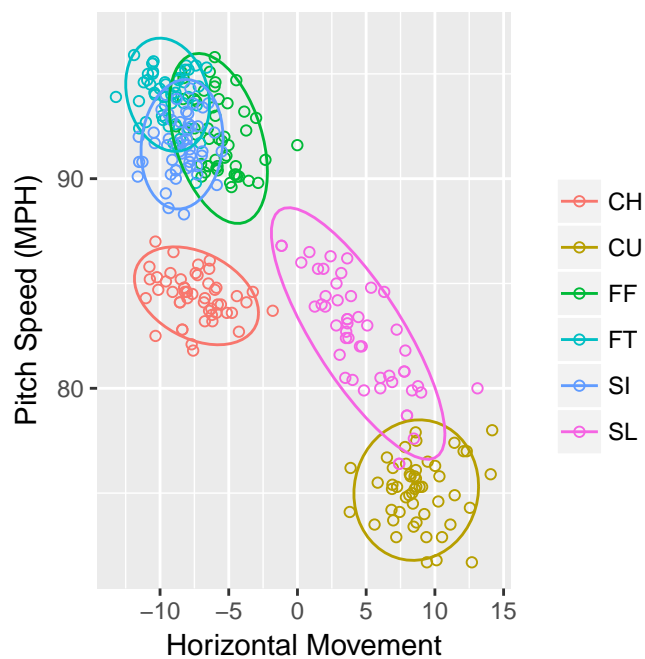 Pitch Speed (MPH)
90
80
−10
−5
0
5
10
15
Horizontal Movement
CH
CU
FF
FT
SI
SL